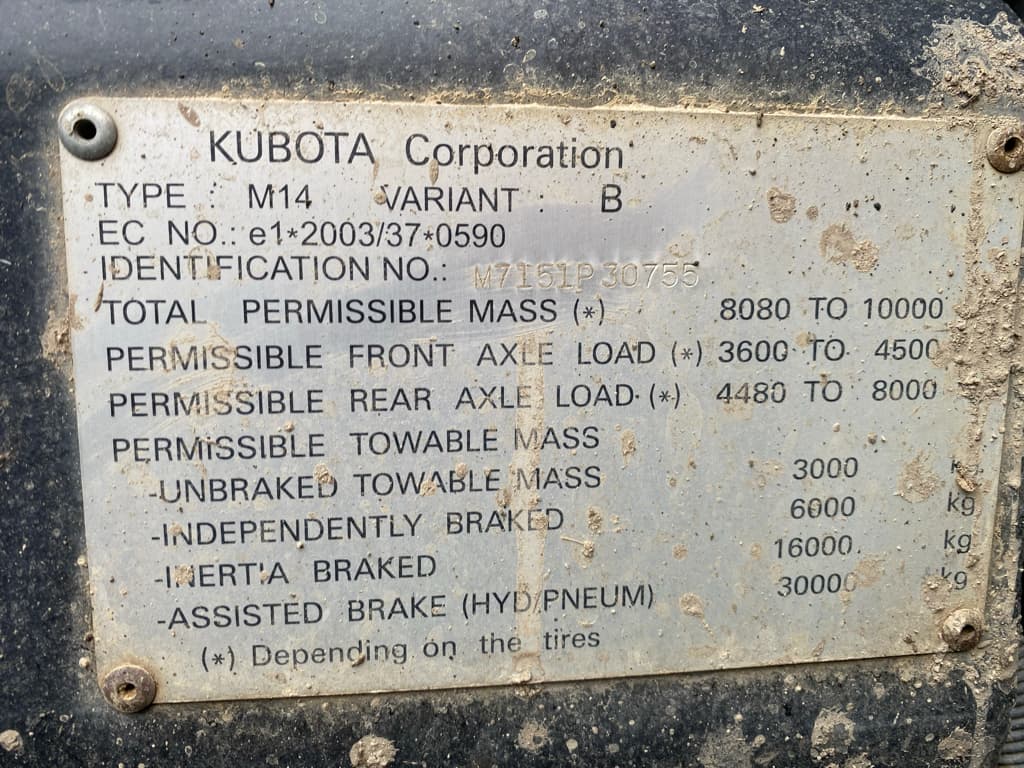 KUBOTA Corporation
TYPE : M14 VARIANT : B
EC NO.: e1*2003/37*0590
IDENTIFICATION NO.: M7151P30755
TOTAL PERMISSIBLE MASS (*) 8080 TO 10000
PERMISSIBLE FRONT AXLE LOAD (*) 3600 TO 4500
PERMISSIBLE REAR AXLE LOAD (*) 4480 TO 8000
PERMISSIBLE TOWABLE MASS
-UNBRAKED TOWABLE MASS 3000
-INDEPENDENTLY BRAKED 6000 kg
-INERTIA BRAKED 16000 kg
-ASSISTED BRAKE (HYD/PNEUM) 30000 kg
(*) Depending on the tires